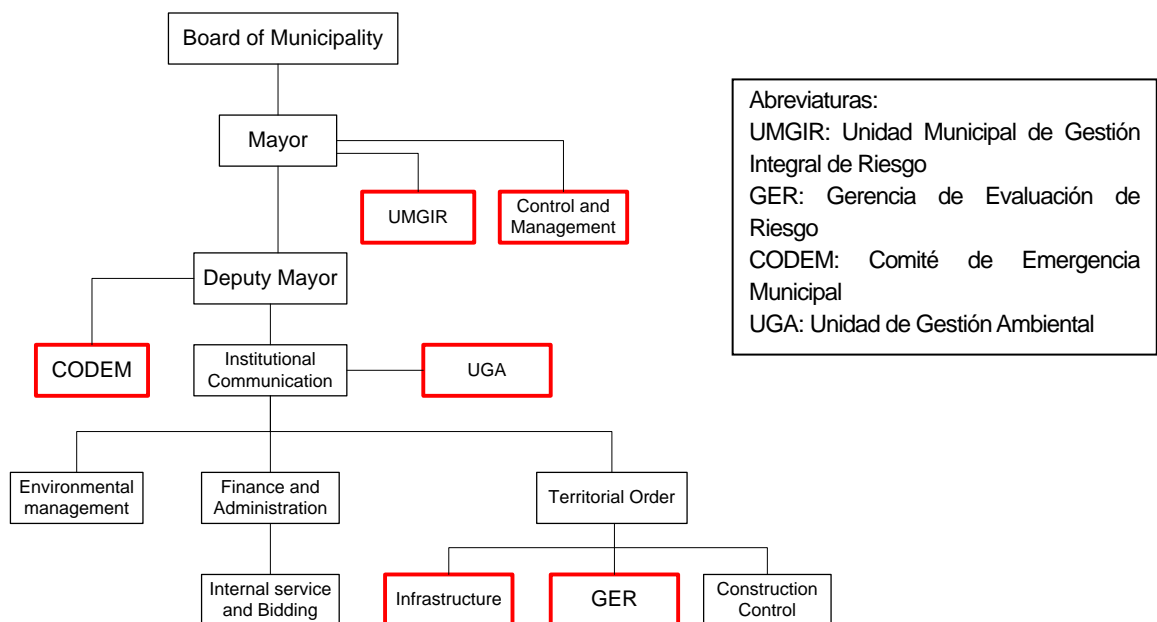 Board of Municipality
Mayor
UMGIR
Control and
Management
Deputy Mayor
CODEM
Institutional
Communication
UGA
Environmental
management
Finance and
Administration
Territorial Order
Internal service
and Bidding
Infrastructure
GER
Construction
Control
Abreviaturas:
UMGIR: Unidad Municipal de Gestión
Integral de Riesgo
GER: Gerencia de Evaluación de
Riesgo
CODEM: Comité de Emergencia
Municipal
UGA: Unidad de Gestión Ambiental